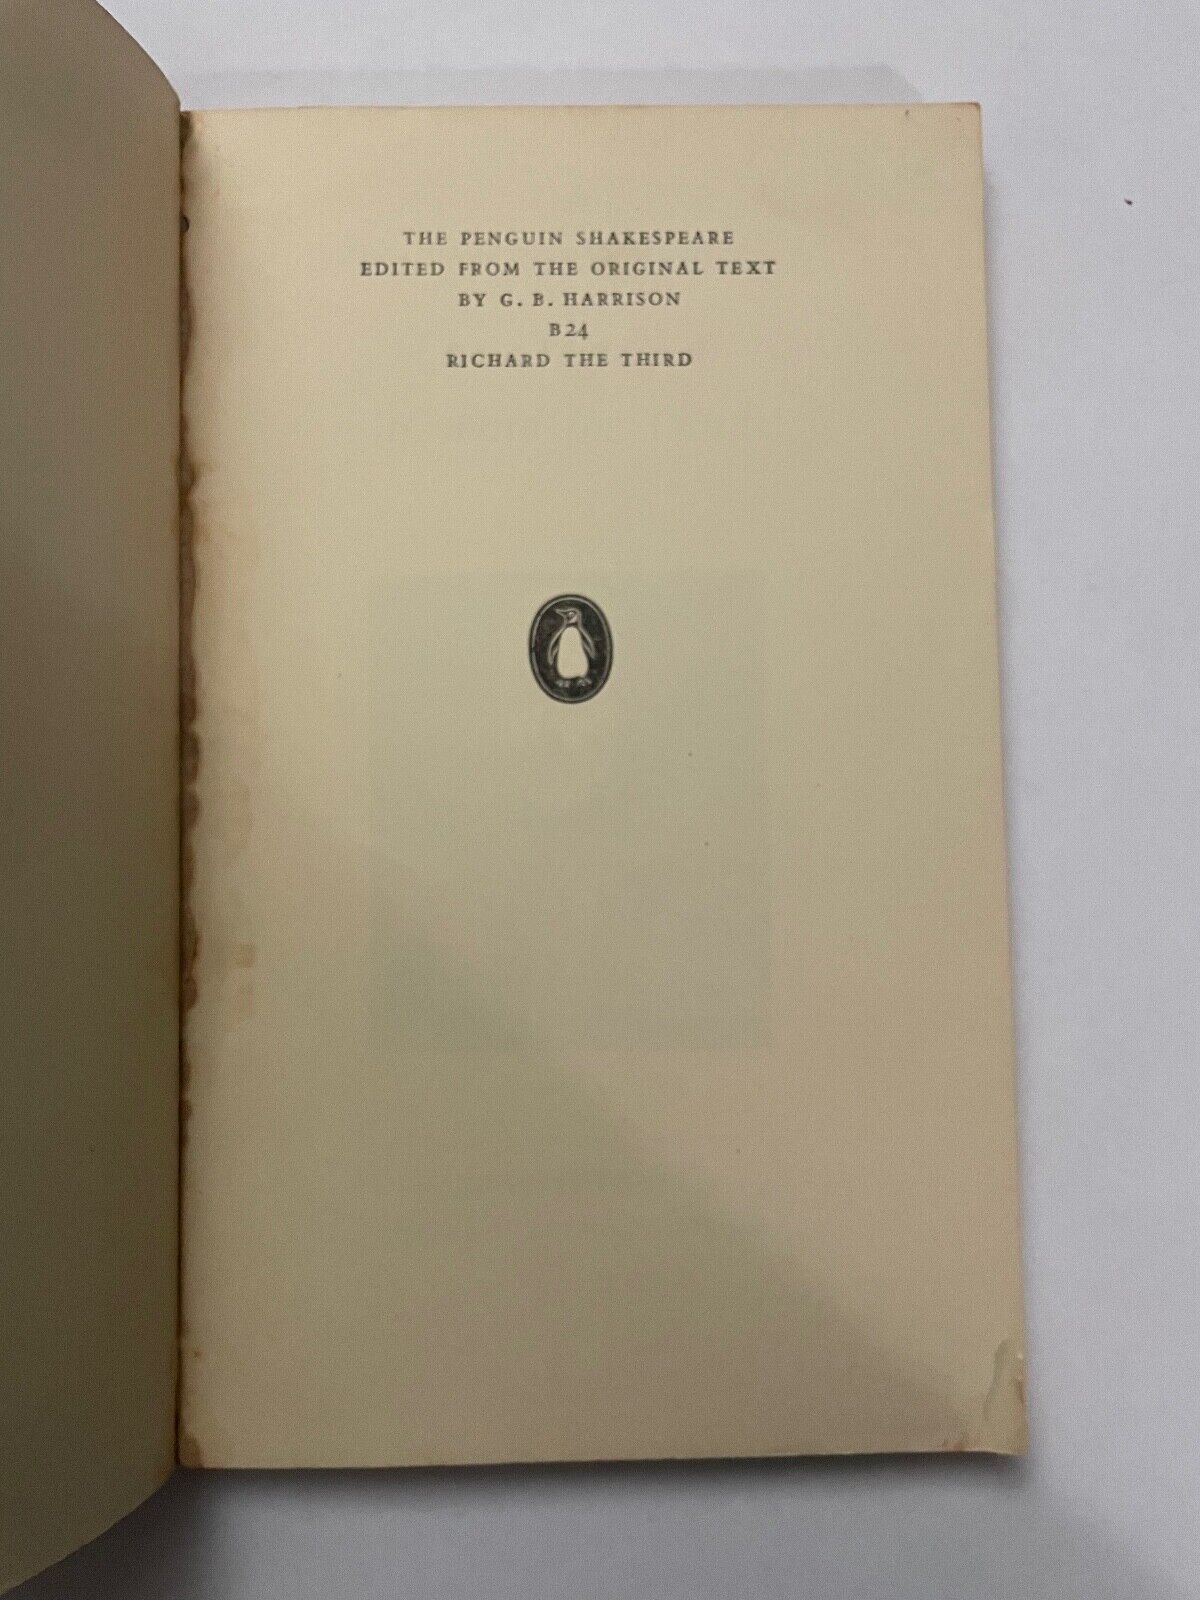 THE PENGUIN SHAKESPEARE
EDITED FROM THE ORIGINAL TEXT
BY G. B. HARRISON
B24
RICHARD THE THIRD